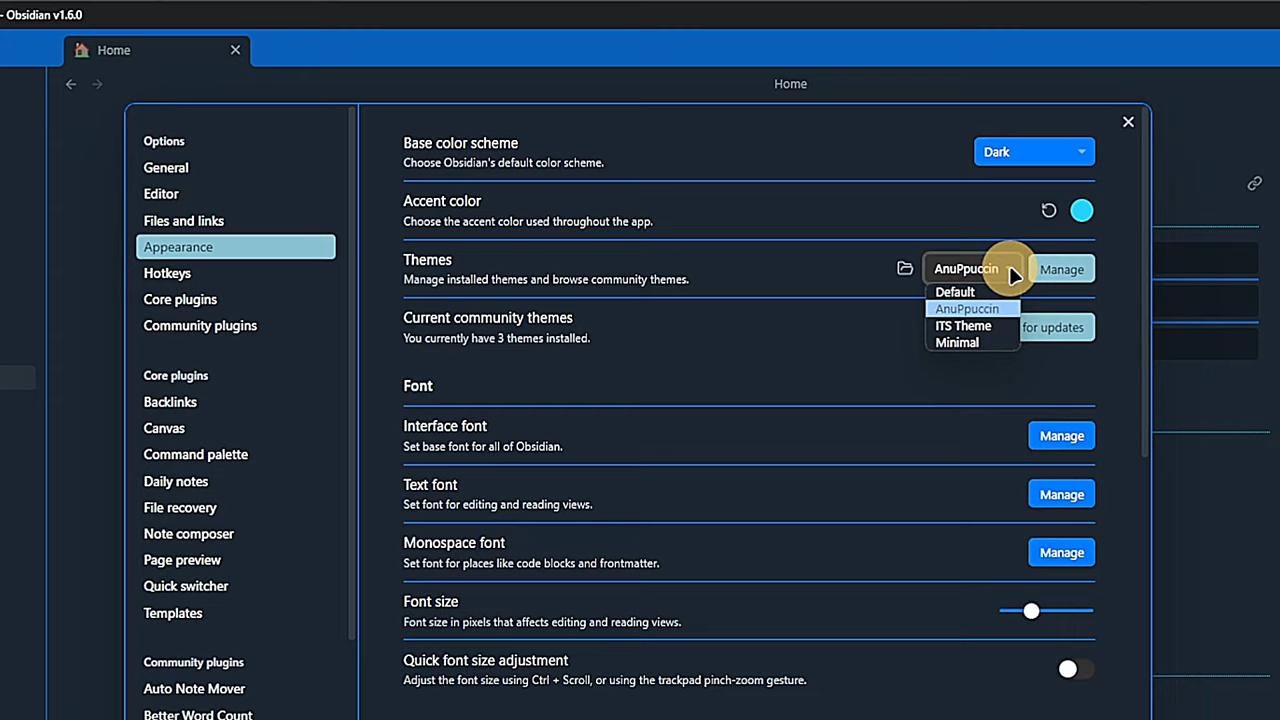 - Obsidian v1.6.0
Home
Home
Options
General
Editor
Files and links
Appearance
Hotkeys
Core plugins
Community plugins
Core plugins
Backlinks
Canvas
Command palette
Daily notes
File recovery
Note composer
Page preview
Quick switcher
Templates
Community plugins
Auto Note Mover
Better Word Count
Base color scheme
Choose Obsidian's default color scheme.
Dark
Accent color
Choose the accent color used throughout the app.
Themes
Manage installed themes and browse community themes.
AnuPpuccin
Manage
Default
AnuPpuccin
ITS Theme
Minimal
Current community themes
You currently have 3 themes installed.
for updates
Font
Interface font
Set base font for all of Obsidian.
Manage
Text font
Set font for editing and reading views.
Manage
Monospace font
Set font for places like code blocks and frontmatter.
Manage
Font size
Font size in pixels that affects editing and reading views.
Quick font size adjustment
Adjust the font size using Ctrl + Scroll, or using the trackpad pinch-zoom gesture.